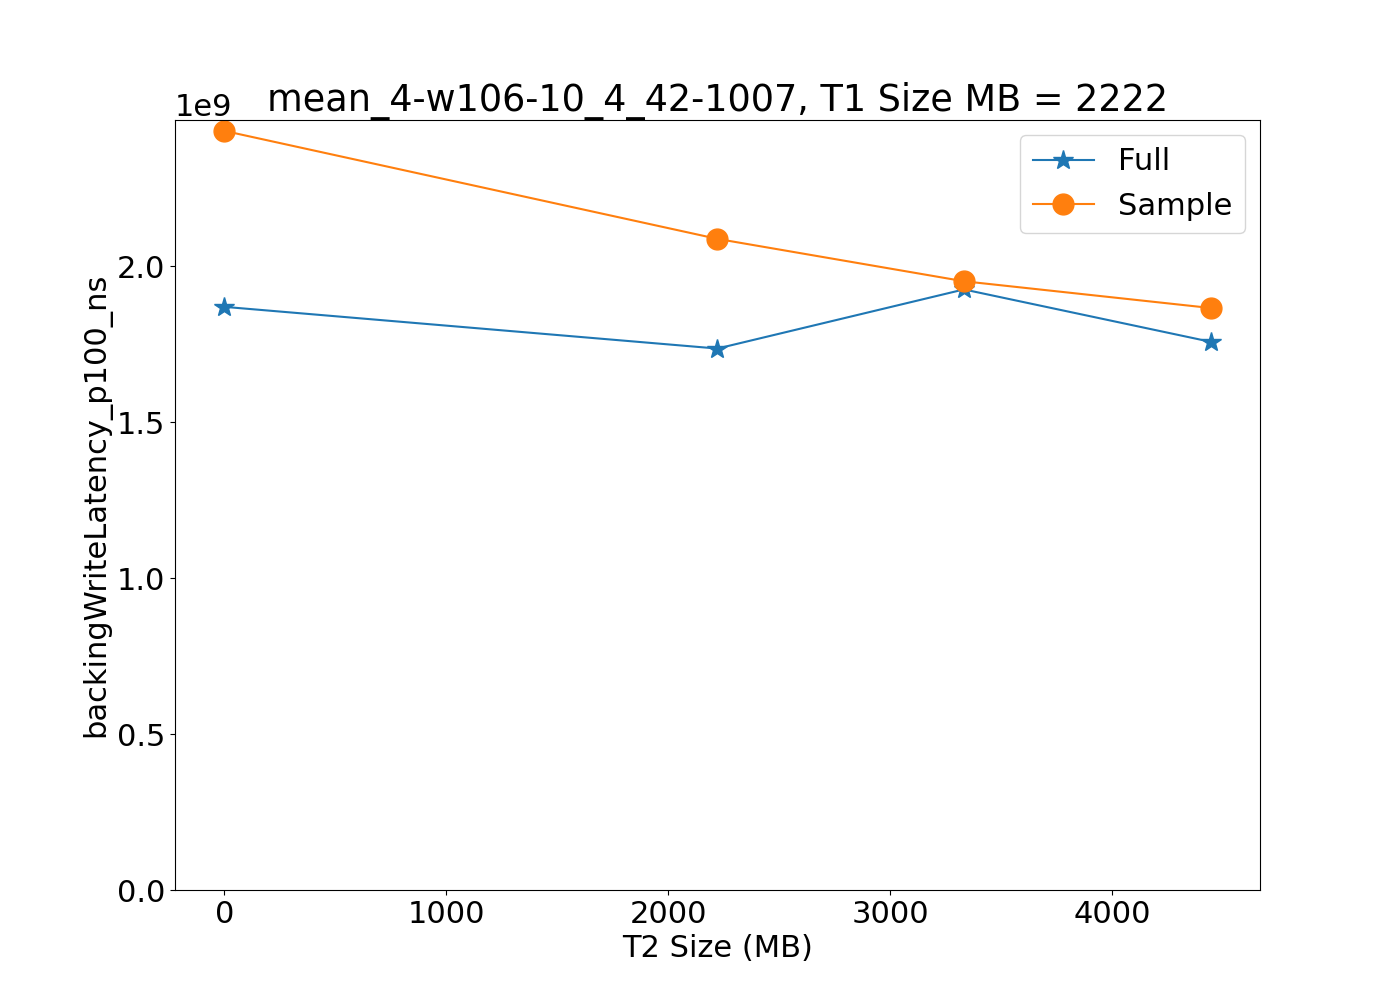 mean_4-w106-10_4_42-1007, T1 Size MB = 2222
1e9
Full
Sample
2.0
1.5
1.0
0.5
0.0
backingWriteLatency_p100_ns
0 1000 2000 3000 4000
T2 Size (MB)